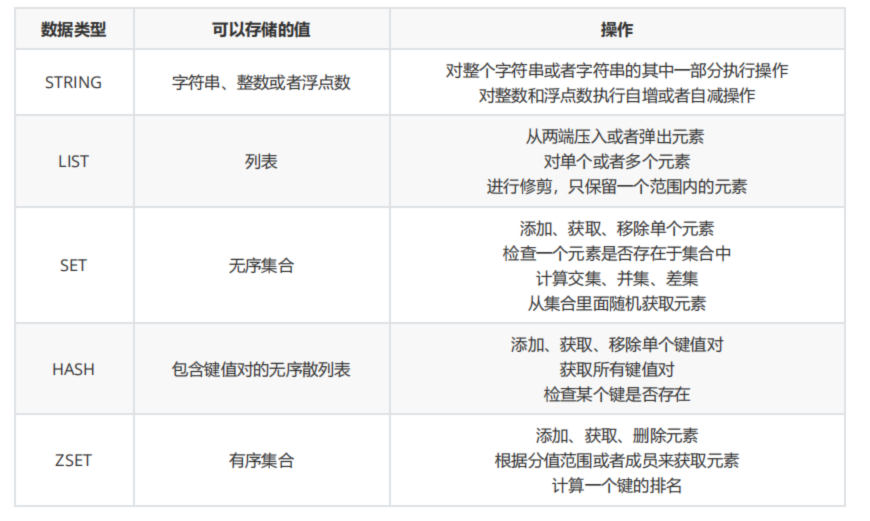 数据类型 可以存储的值 操作
STRING 字符串、整数或者浮点数 对整个字符串或者字符串的其中一部分执行操作
对整数和浮点数执行自增或者自减操作
LIST 列表 从两端压入或者弹出元素
对单个或者多个元素
进行修剪，只保留一个范围内的元素
SET 无序集合 添加、获取、移除单个元素
检查一个元素是否存在于集合中
计算交集、并集、差集
从集合里面随机获取元素
HASH 包含键值对的无序散列表 添加、获取、移除单个键值对
获取所有键值对
检查某个键是否存在
ZSET 有序集合 添加、获取、删除元素
根据分值范围或者成员来获取元素
计算一个键的排名